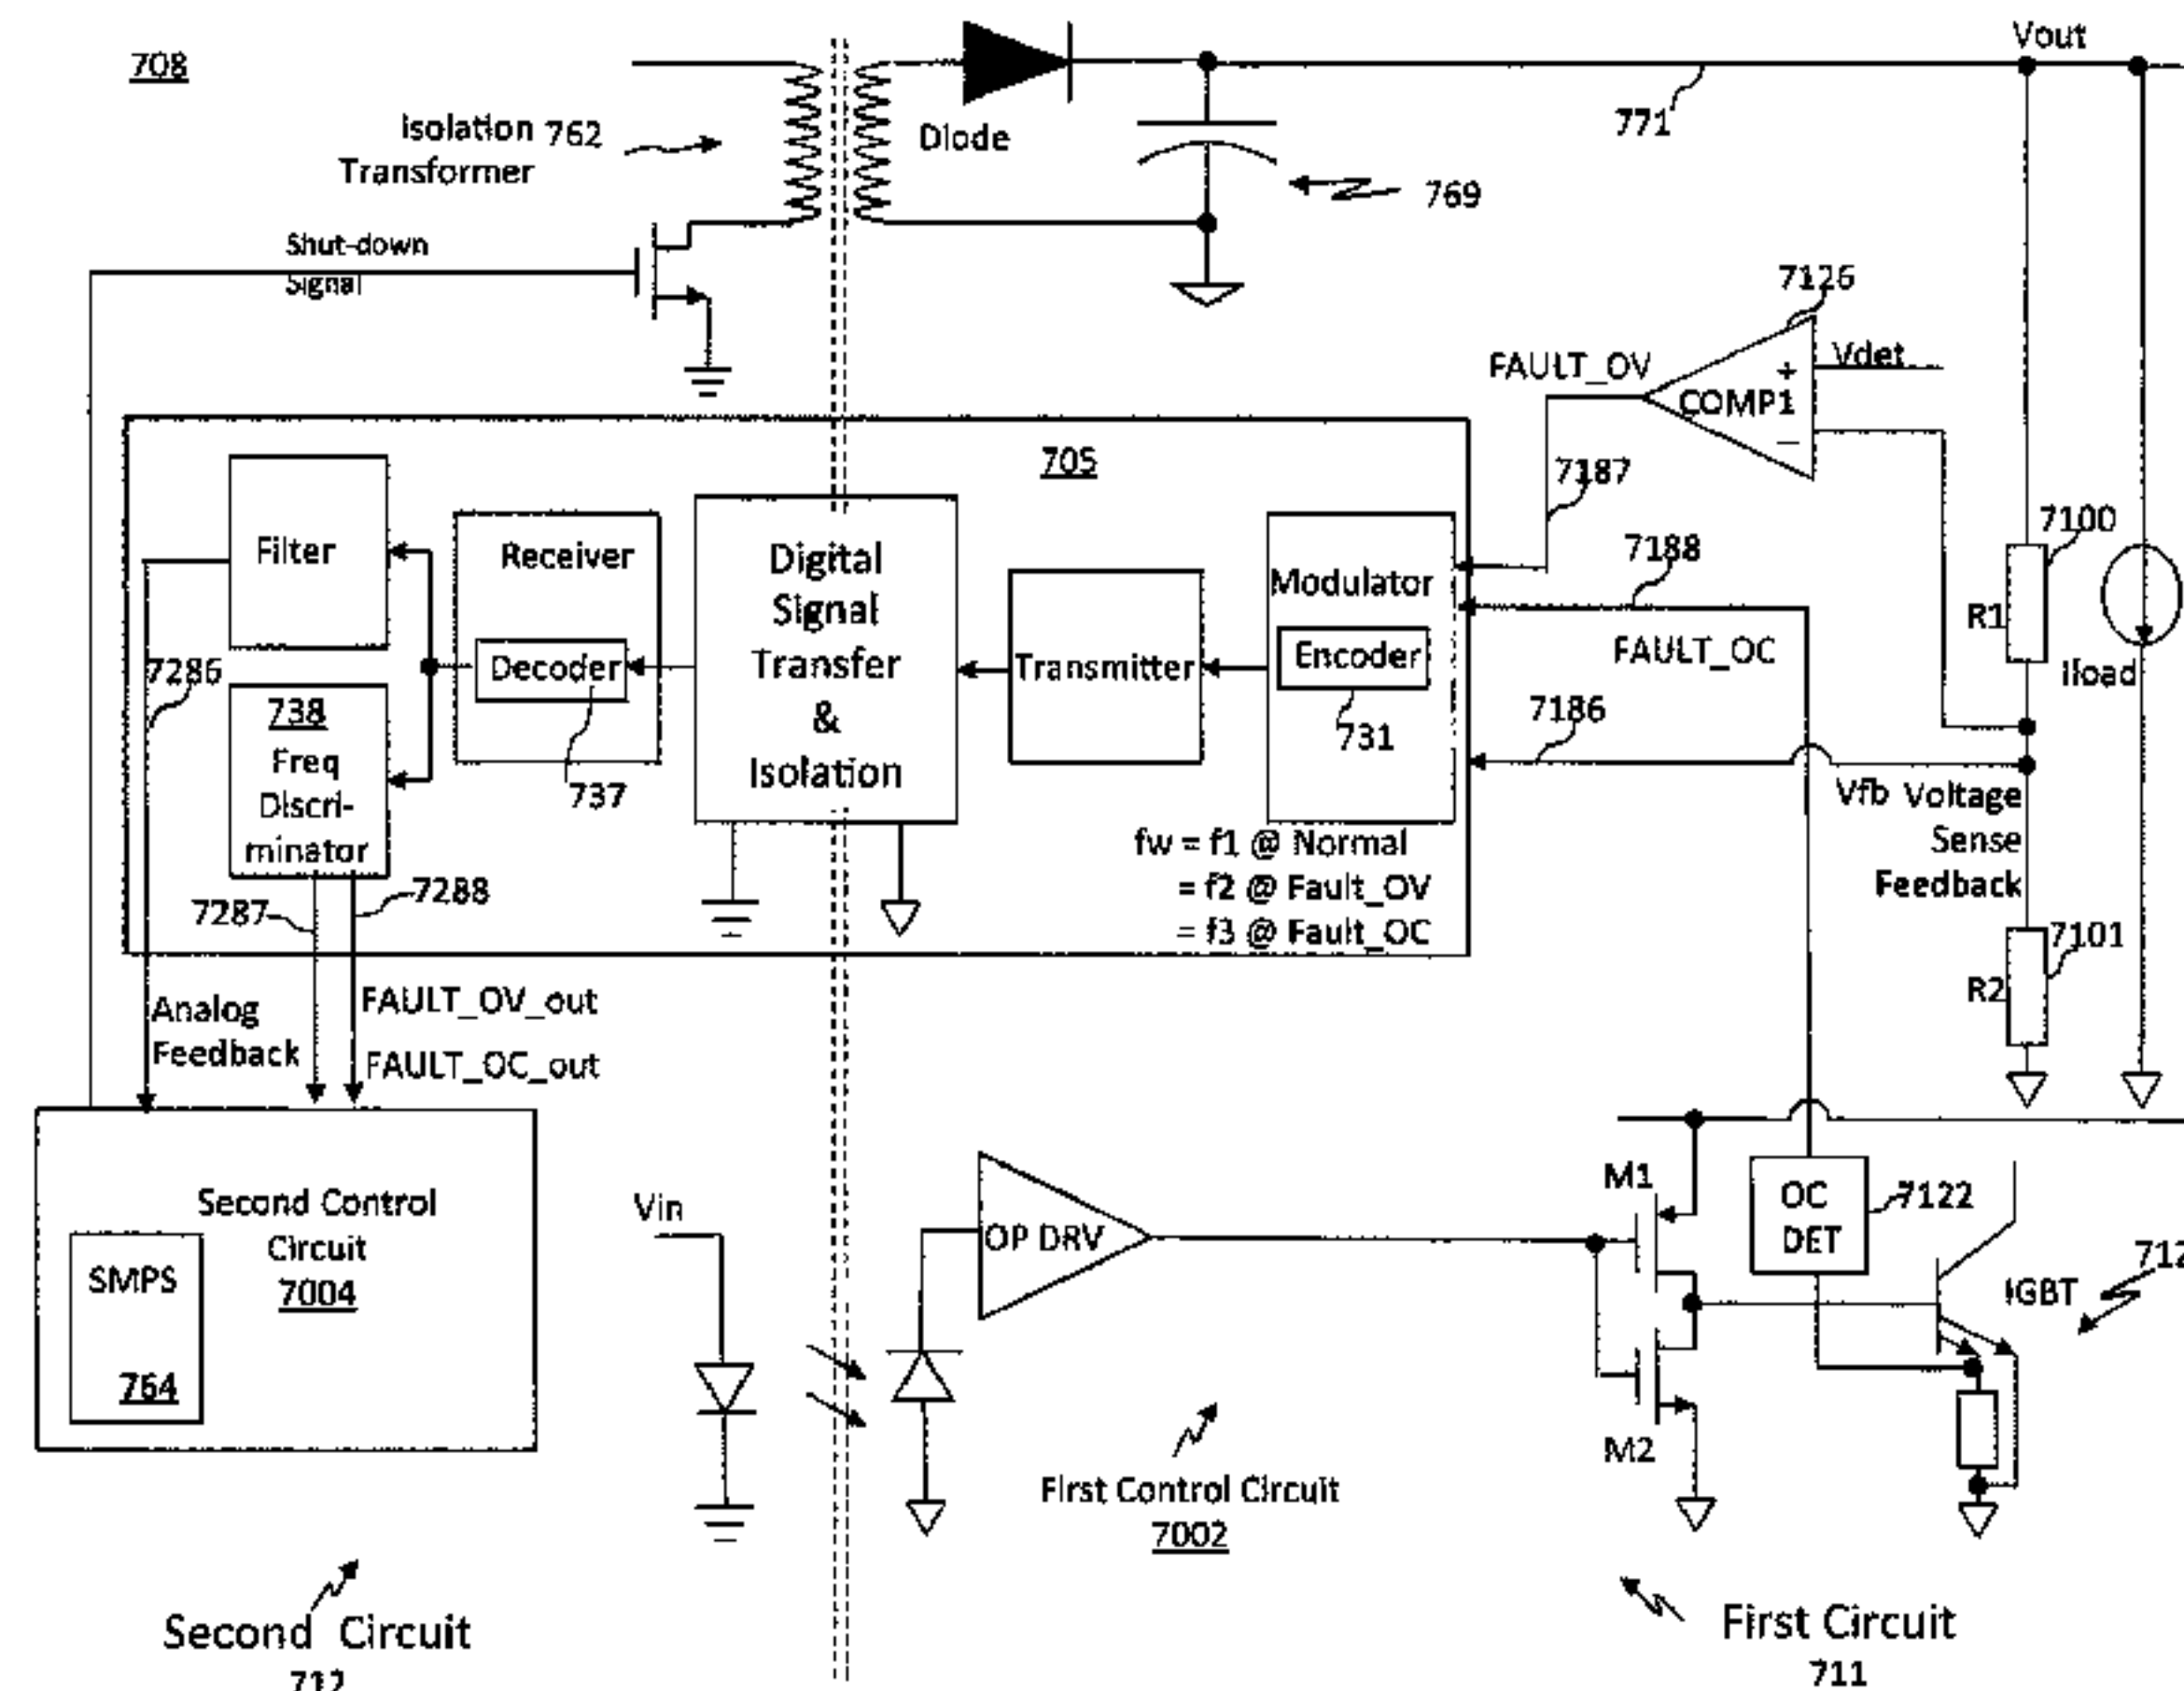 708
Vout
Isolation 762
Transformer
Diode
771
769
Shut-down
Signal
7126
FAULT_OV
Vdet
+
COMP1
–
705
7187
7100
7188
Filter
Receiver
Digital
Signal
Transfer
&
Isolation
Modulator
R1
Encoder
FAULT_OC
Iload
Decoder
Transmitter
7286
7186
738
731
Freq
Discri-
minator
737
Vfb Voltage
Sense
Feedback
fw = f1 @ Normal
= f2 @ Fault_OV
= f3 @ Fault_OC
7287
7288
7101
R2
Analog
Feedback
FAULT_OV_out
FAULT_OC_out
M1
OC
DET
7122
Second Control
Circuit
7004
SMPS
764
Vin
OP DRV
IGBT
712
M2
First Control Circuit
7002
Second Circuit
712
First Circuit
711